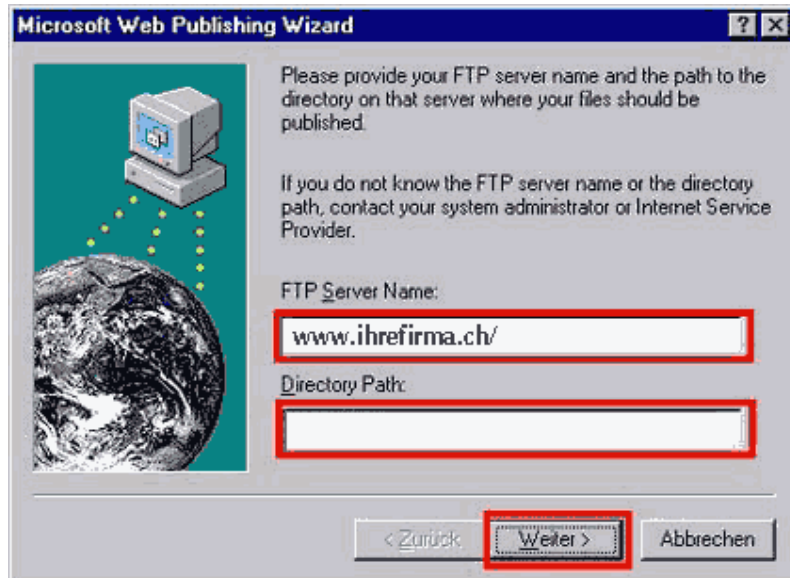 Microsoft Web Publishing Wizard
Please provide your FTP server name and the path to the
directory on that server where your files should be
published.
If you do not know the FTP server name or the directory
path, contact your system administrator or Internet Service
Provider.
FTP Server Name:
www.ihrefirma.ch/
Directory Path:
< Zurück
Weiter >
Abbrechen